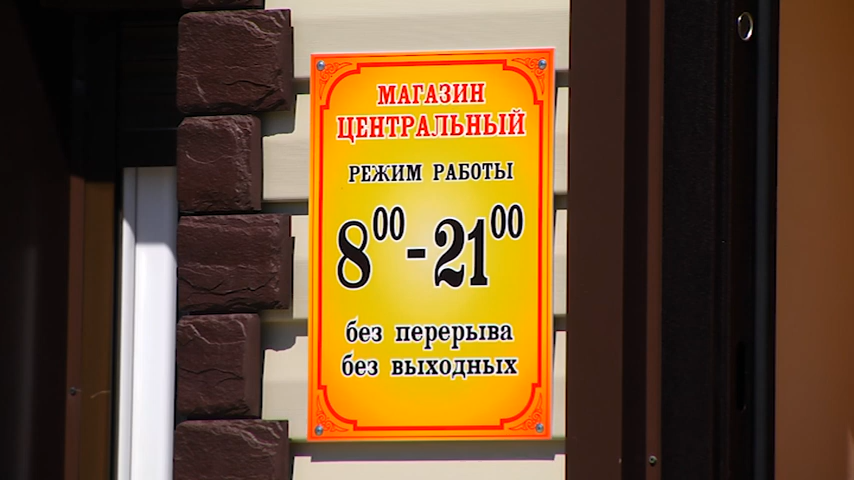 МАГАЗИН
ЦЕНТРАЛЬНЫЙ
РЕЖИМ РАБОТЫ
8⁰⁰-21⁰⁰
без перерыва
без выходных